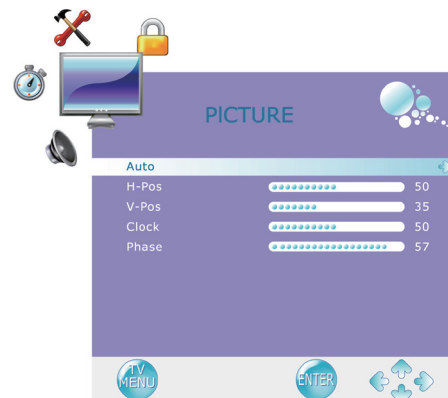 PICTURE
Auto
H-Pos 50
V-Pos 35
Clock 50
Phase 57
TV
MENU
ENTER